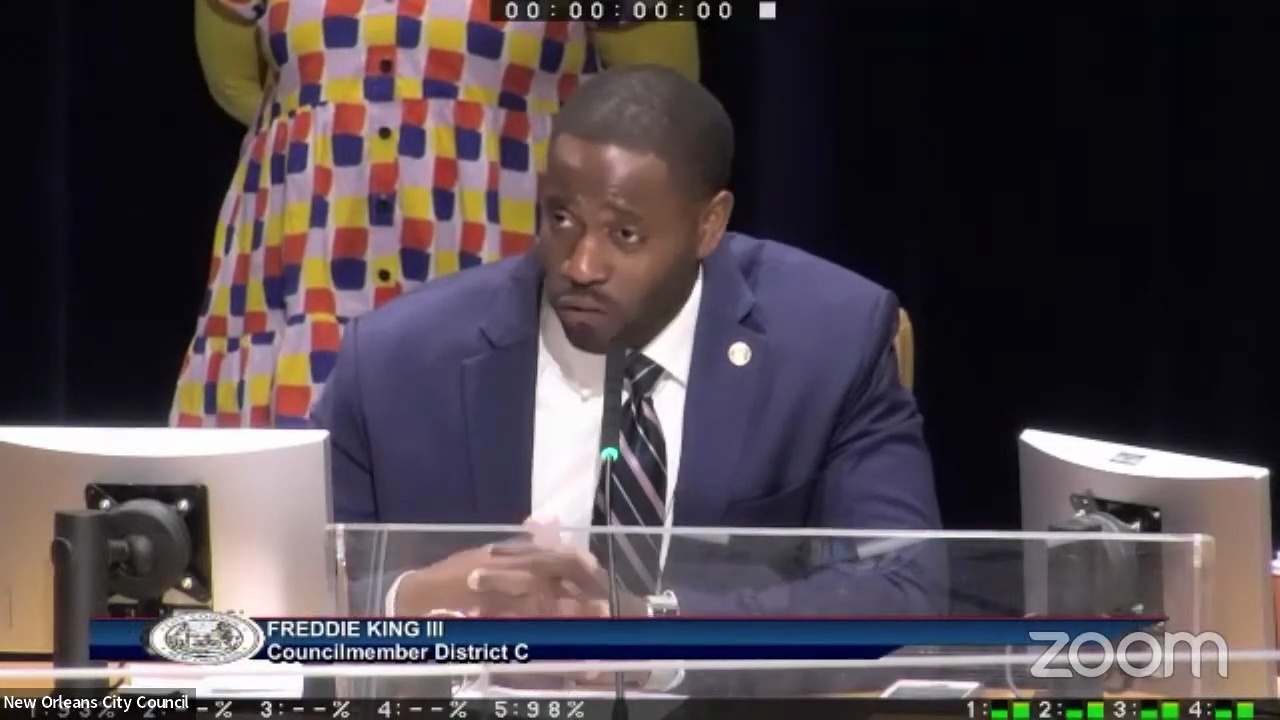 00:00:00:00:00
FREDDIE KING III
Councilmember District C
zoom
New Orleans City Council
-% 3:--% 4:--% 5:98%
1: 2: 3: 4: